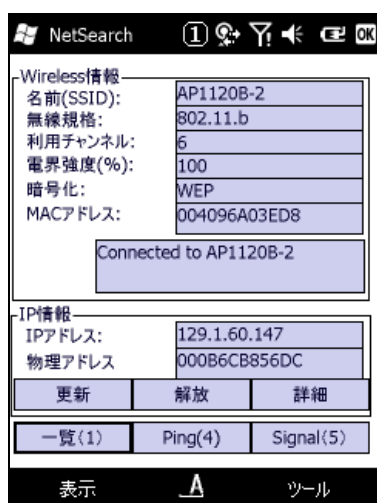 NetSearch 1 OK
Wireless情報
名前(SSID): AP1120B-2
無線規格: 802.11.b
利用チャンネル: 6
電界強度(%): 100
暗号化: WEP
MACアドレス: 004096A03ED8
Connected to AP1120B-2
IP情報
IPアドレス: 129.1.60.147
物理アドレス 000B6CB856DC
更新 解放 詳細
一覧(1) Ping(4) Signal(5)
表示 A ツール